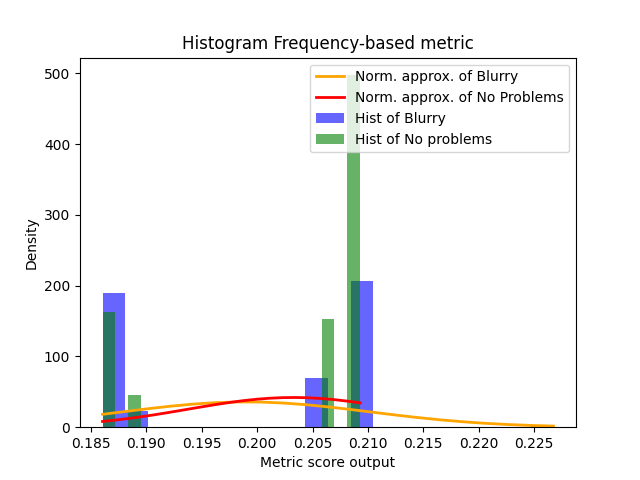 Histogram Frequency-based metric
Norm. approx. of Blurry
Norm. approx. of No Problems
Hist of Blurry
Hist of No problems
Density
500
400
300
200
100
0
0.185 0.190 0.195 0.200 0.205 0.210 0.215 0.220 0.225
Metric score output